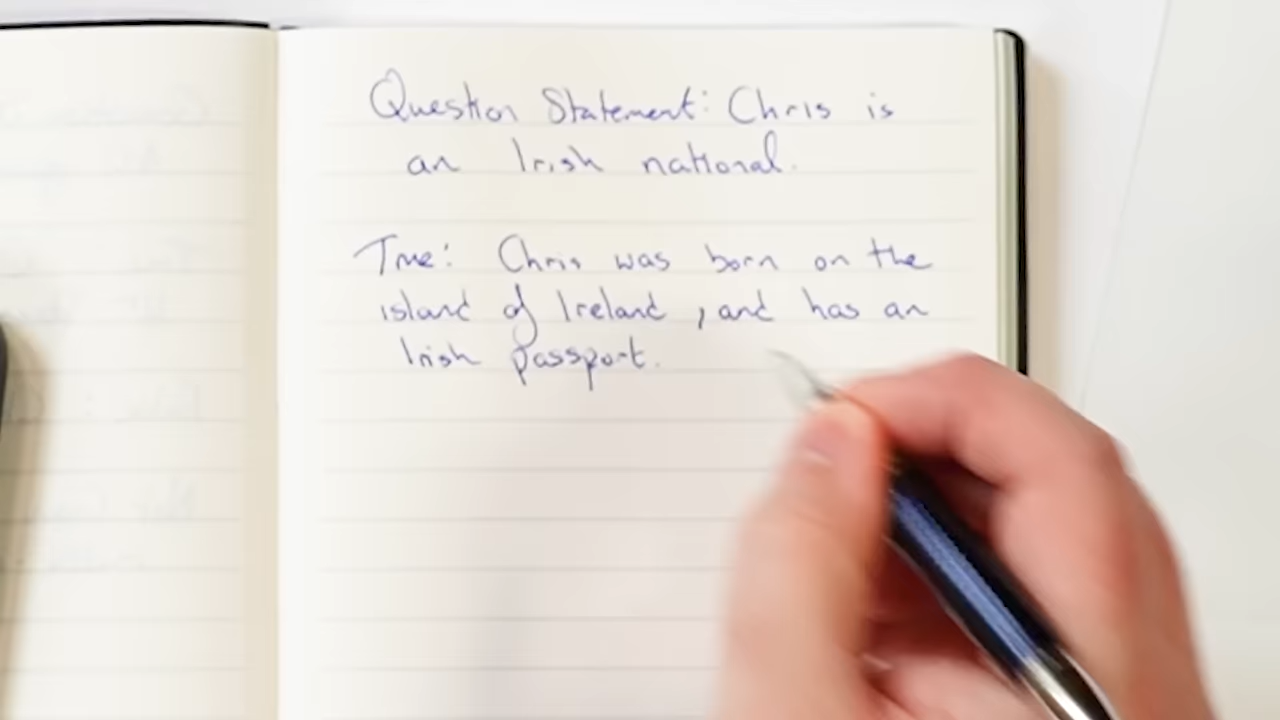 Question Statement: Chris is
an Irish national.
True: Chris was born on the
island of Ireland, and has an
Irish passport.